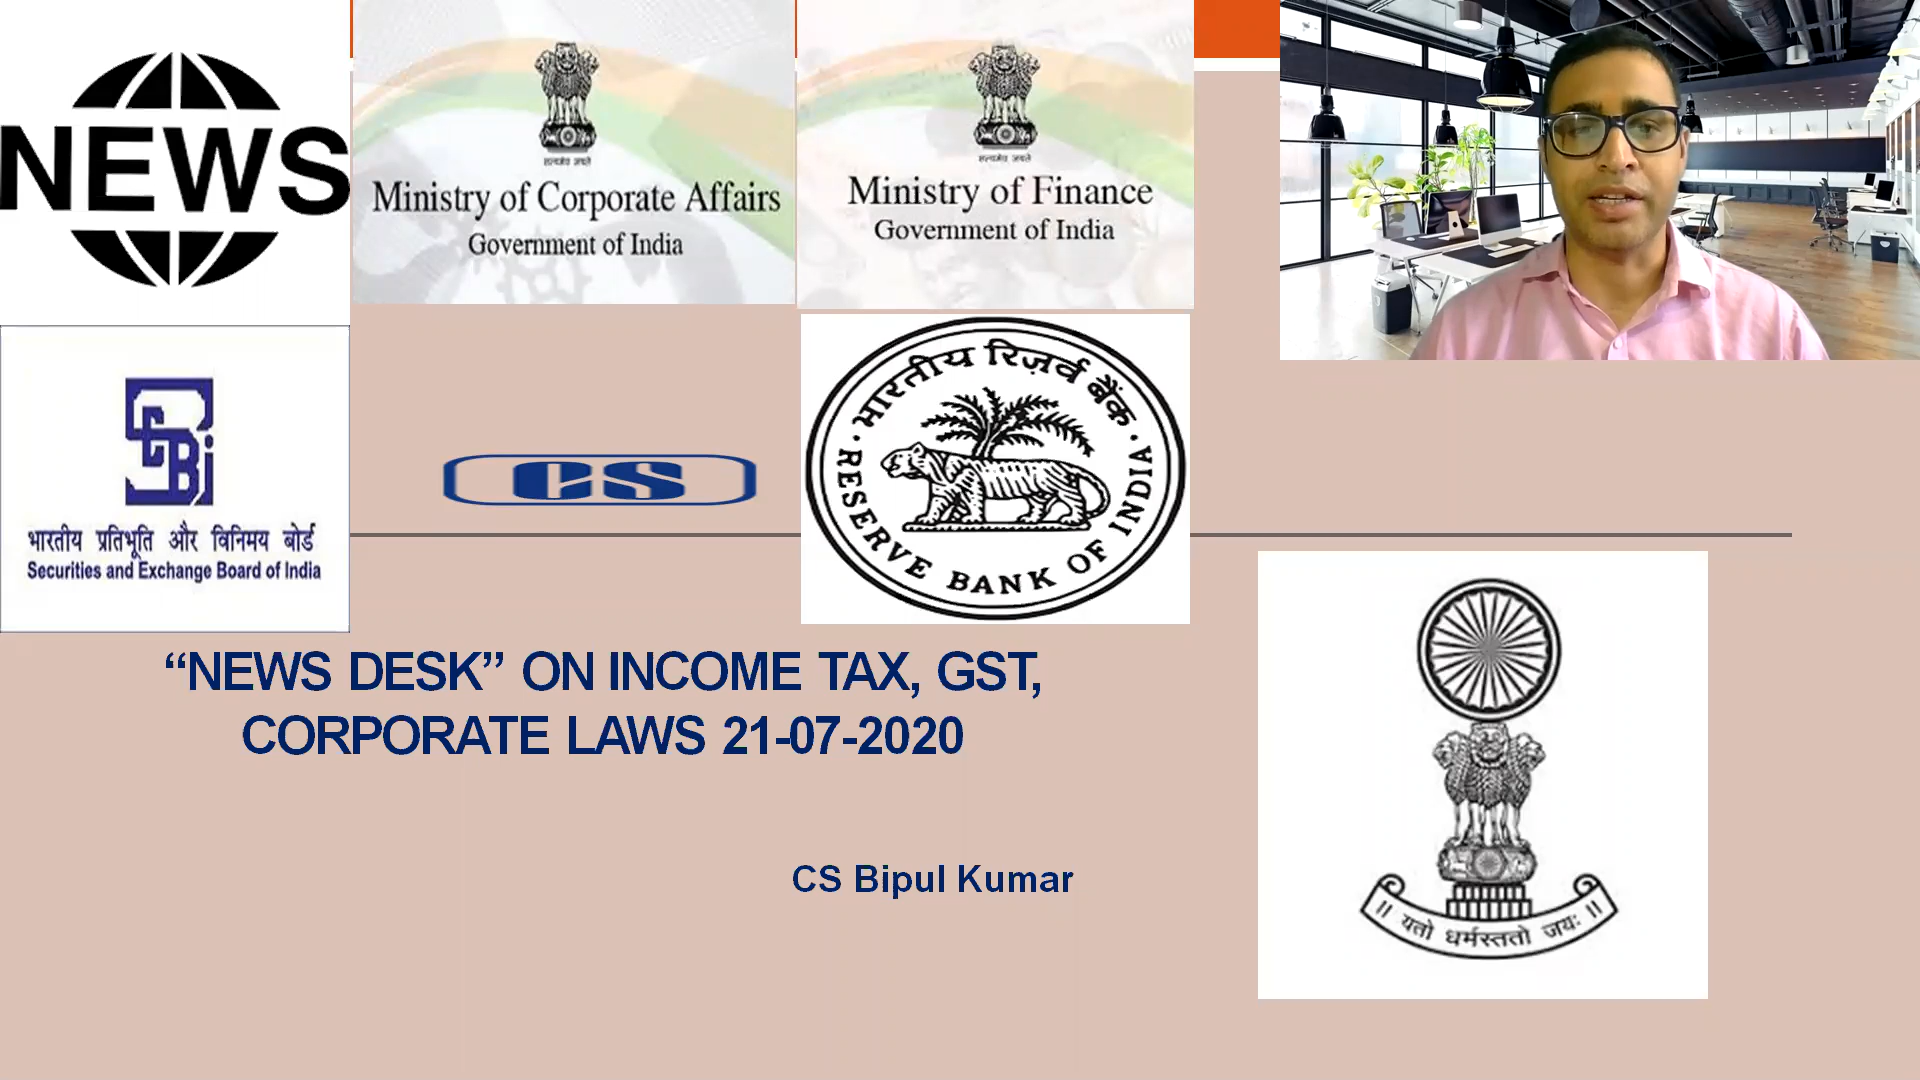 NEWS
सत्यमेव जयते
Ministry of Corporate Affairs
Government of India
सत्यमेव जयते
Ministry of Finance
Government of India
SEBI
भारतीय प्रतिभूति और विनिमय बोर्ड
Securities and Exchange Board of India
CS
भारतीय रिज़र्व बैंक
RESERVE BANK OF INDIA
“NEWS DESK” ON INCOME TAX, GST,
CORPORATE LAWS 21-07-2020
CS Bipul Kumar
॥ यतो धर्मस्ततो जयः ॥